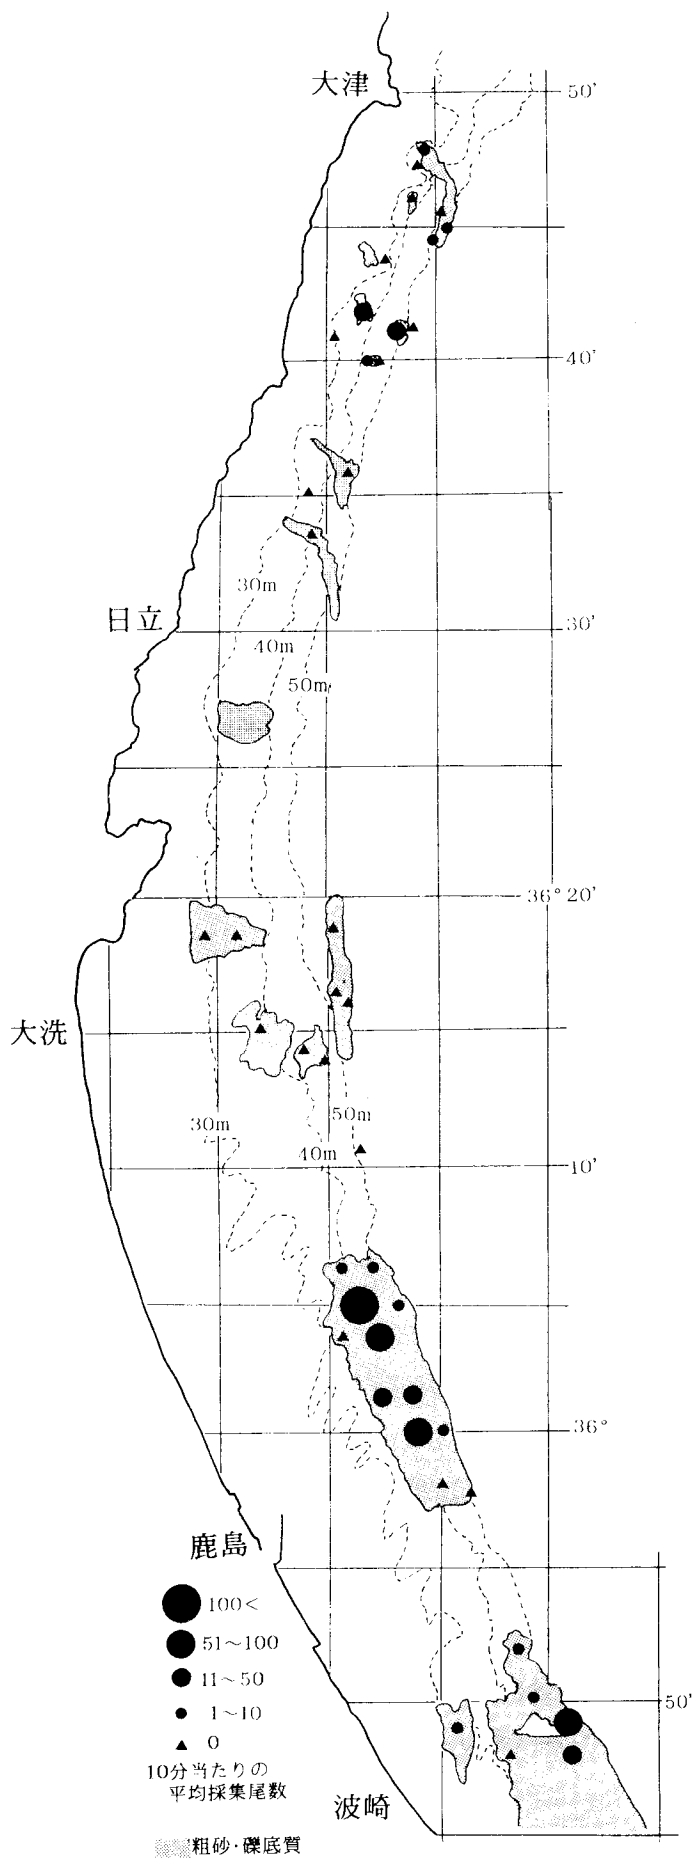 大津
50'
40'
30m
日立
30'
40m
50m
36° 20'
大洗
50m
30m
40m
10'
36°
鹿島
100<
51～100
11～50
50'
1～10
0
10分当たりの
平均採集尾数
波崎
粗砂・礫底質